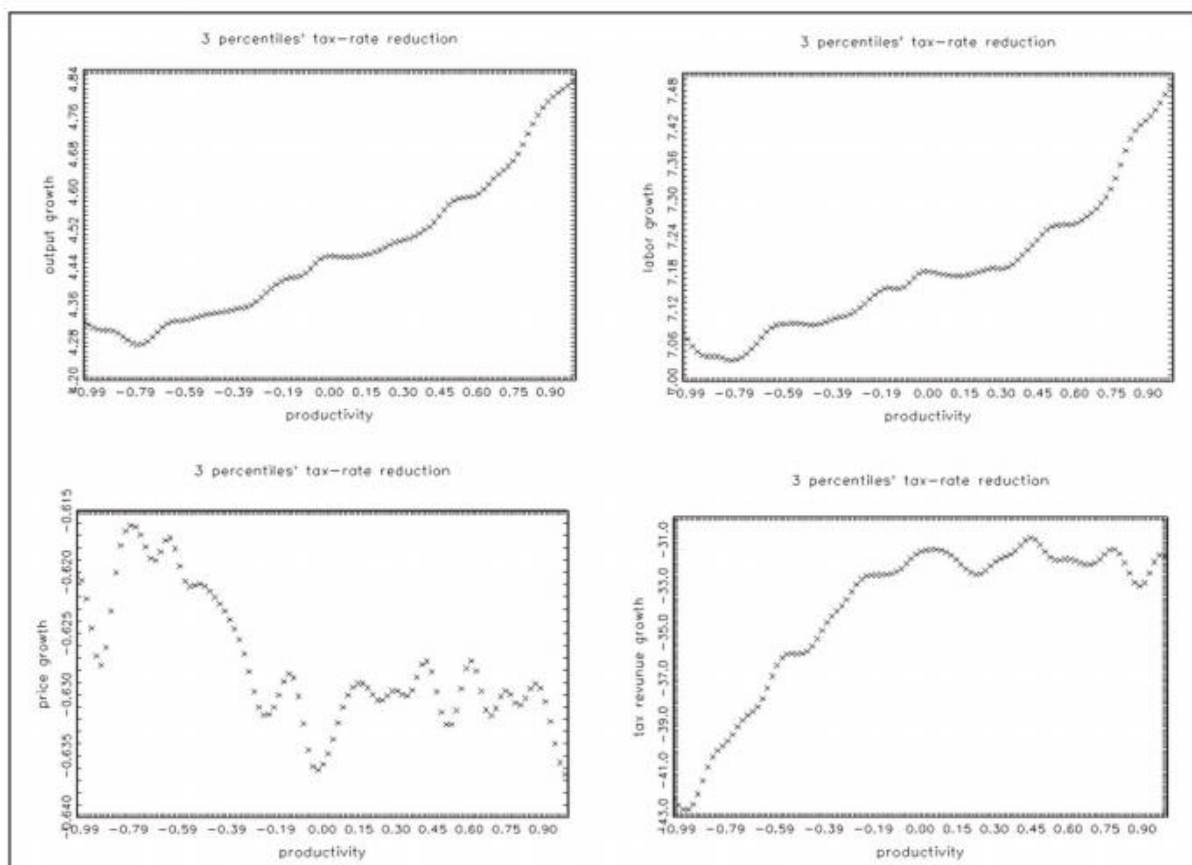 3 percentiles' tax-rate reduction
output growth
4.84
4.76
4.68
4.60
4.52
4.44
4.36
4.28
4.20
-0.99 -0.79 -0.59 -0.39 -0.19 0.00 0.15 0.30 0.45 0.60 0.75 0.90
productivity
3 percentiles' tax-rate reduction
labor growth
7.48
7.42
7.36
7.30
7.24
7.18
7.12
7.06
7.00
-0.99 -0.79 -0.59 -0.39 -0.19 0.00 0.15 0.30 0.45 0.60 0.75 0.90
productivity
3 percentiles' tax-rate reduction
price growth
-0.615
-0.620
-0.625
-0.630
-0.635
-0.640
-0.99 -0.79 -0.59 -0.39 -0.19 0.00 0.15 0.30 0.45 0.60 0.75 0.90
productivity
3 percentiles' tax-rate reduction
tax revunue growth
-31.0
-33.0
-35.0
-37.0
-39.0
-41.0
-43.0
-0.99 -0.79 -0.59 -0.39 -0.19 0.00 0.15 0.30 0.45 0.60 0.75 0.90
productivity